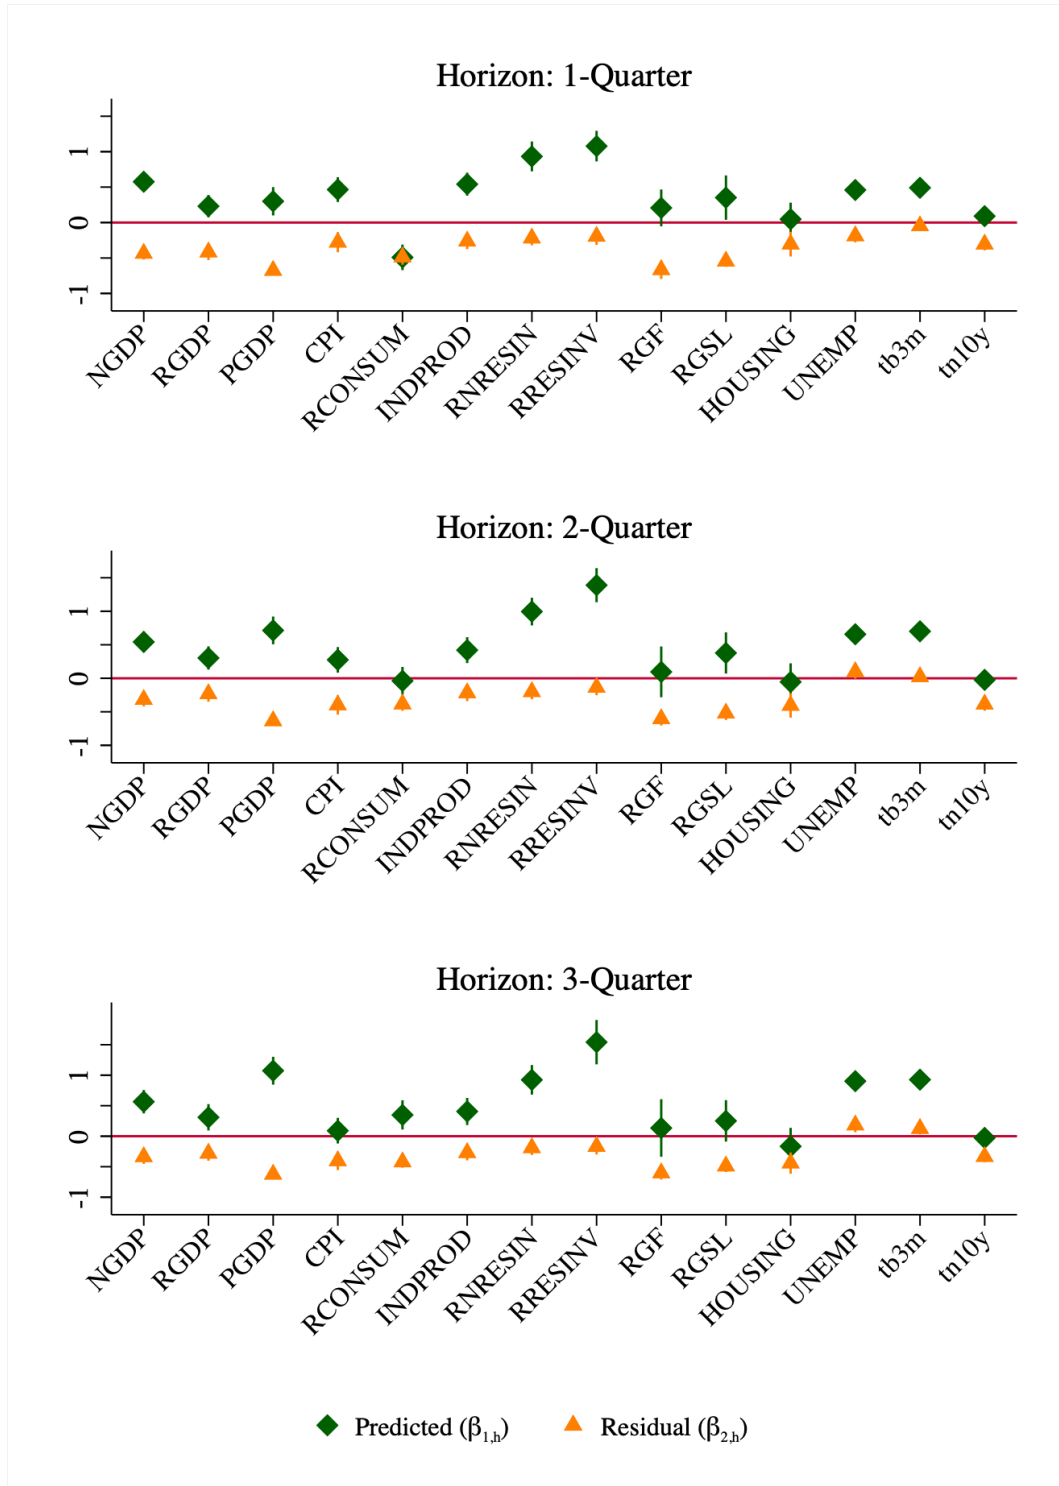 Horizon: 1-Quarter
1
0
-1
NGDP RGDP PGDP CPI RCONSUM INDPROD RNRESIN RRESINV RGF RGSL HOUSING UNEMP tb3m tn10y
Horizon: 2-Quarter
1
0
-1
NGDP RGDP PGDP CPI RCONSUM INDPROD RNRESIN RRESINV RGF RGSL HOUSING UNEMP tb3m tn10y
Horizon: 3-Quarter
1
0
-1
NGDP RGDP PGDP CPI RCONSUM INDPROD RNRESIN RRESINV RGF RGSL HOUSING UNEMP tb3m tn10y
Predicted (β1,h) Residual (β2,h)